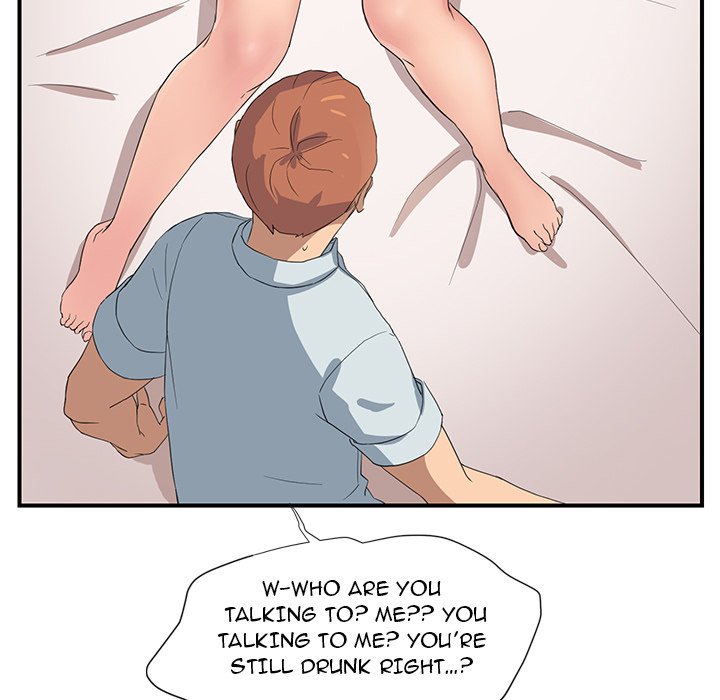 W-WHO ARE YOU
TALKING TO? ME?? YOU
TALKING TO ME? YOU'RE
STILL DRUNK RIGHT...?